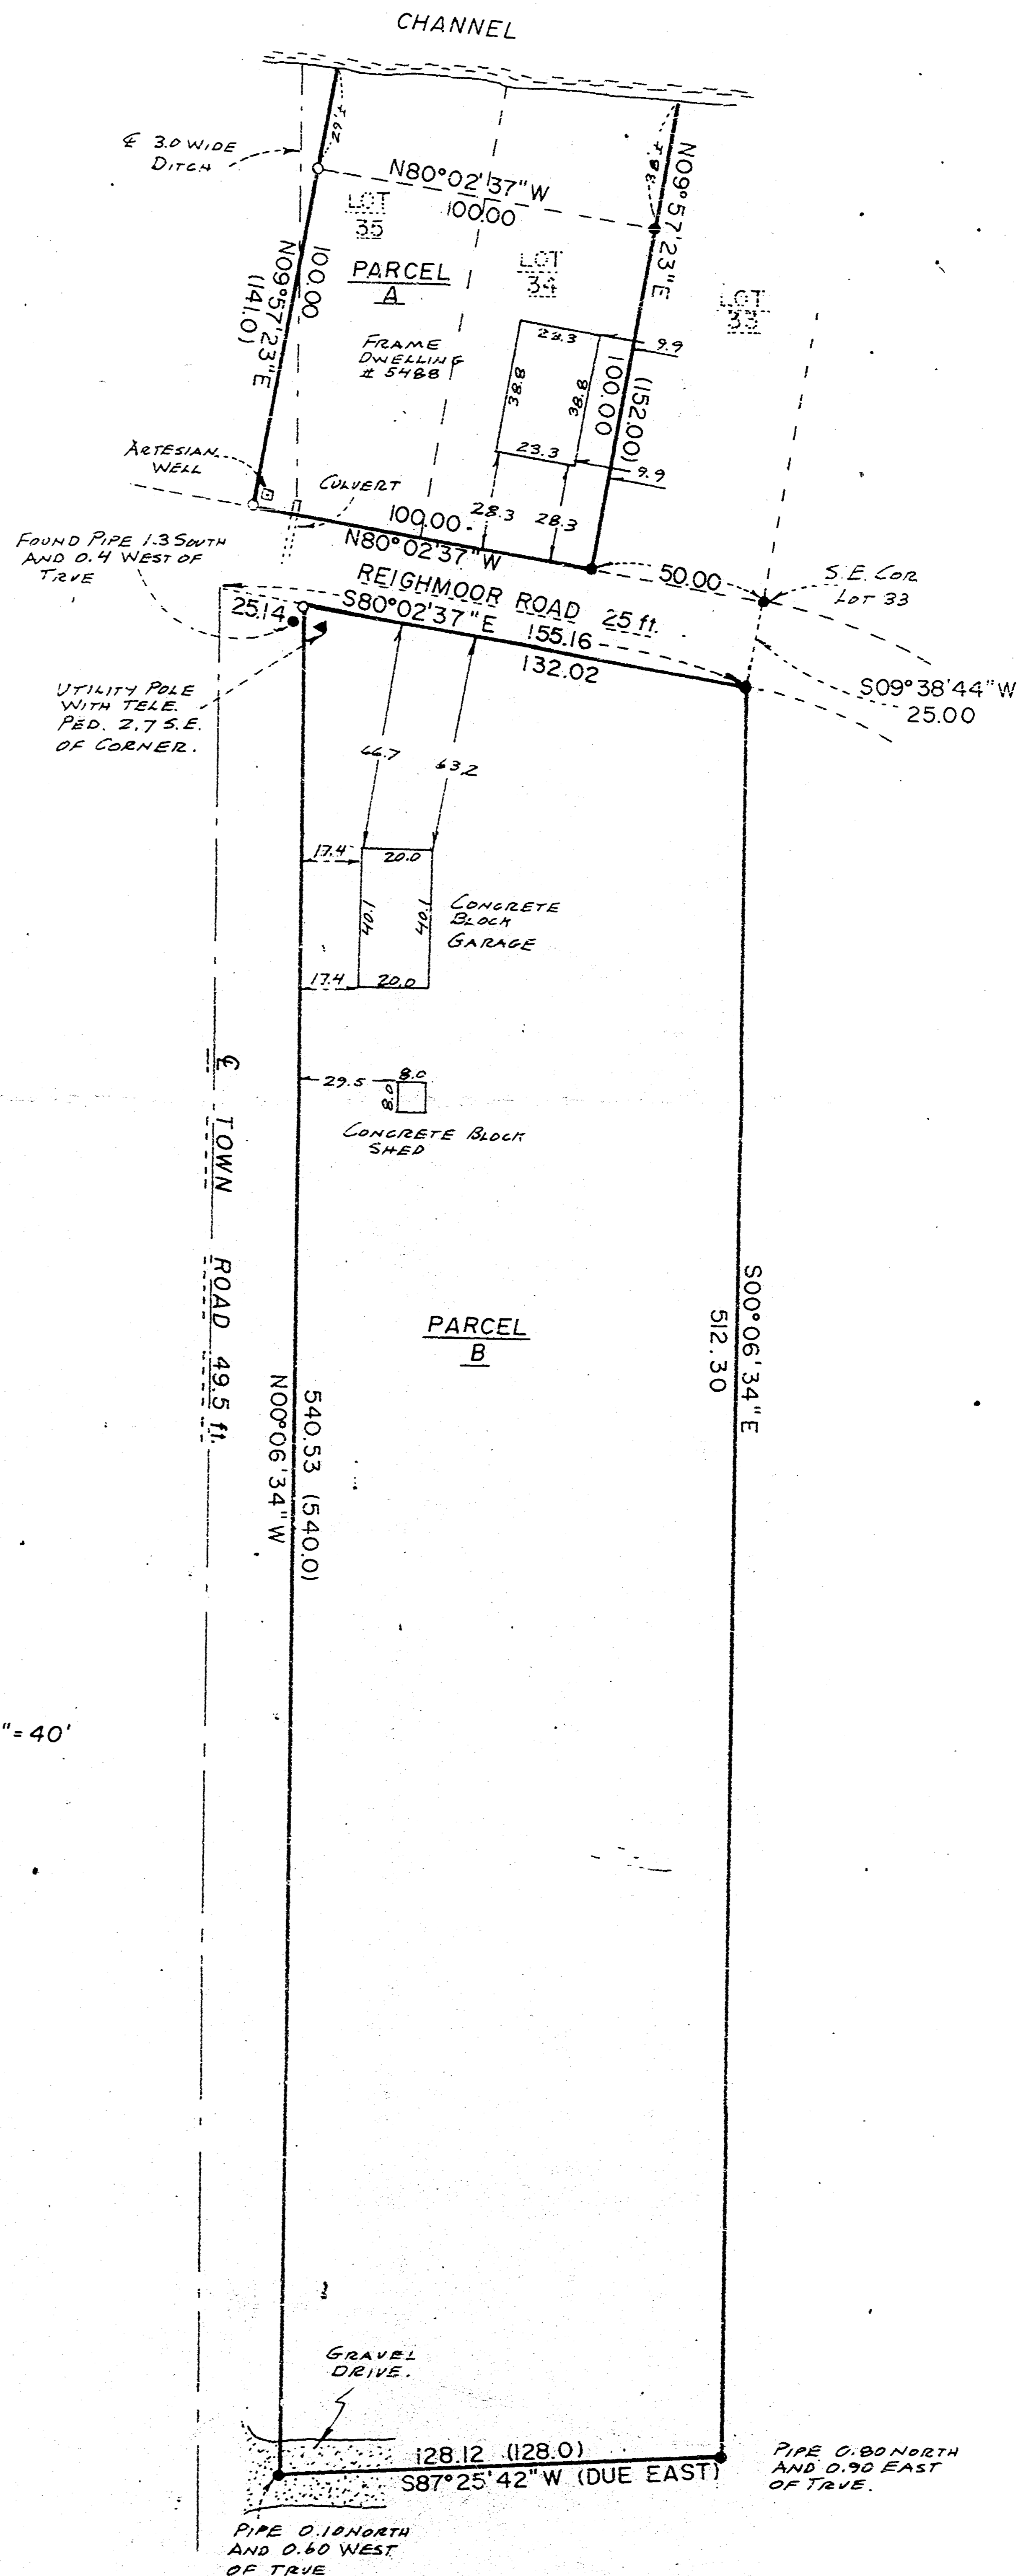 CHANNEL
₵ 3.0 WIDE
DITCH
N80°02'37"W
100.00
LOT
35
PARCEL
A
LOT
34
LOT
33
N09°57'23"E
100.00
N09°57'23"E
(141.0)
FRAME
DWELLING
# 5488
23.3
38.8
38.8
23.3
9.9
9.9
100.00
(152.00)
ARTESIAN
WELL
CULVERT
28.3
28.3
100.00
N80°02'37"W
FOUND PIPE 1.3 SOUTH
AND 0.4 WEST OF
TRUE
REIGHMOOR ROAD 25 ft.
50.00
S.E. COR
LOT 33
25.14
S80°02'37"E
155.16
132.02
S09°38'44"W
25.00
UTILITY POLE
WITH TELE.
PED. 2.7 S.E.
OF CORNER.
66.7
63.2
17.4
20.0
40.1
40.1
CONCRETE
BLOCK
GARAGE
17.4
20.0
29.5
8.0
8.0
CONCRETE BLOCK
SHED
₵ TOWN ROAD 49.5 ft.
PARCEL
B
S00°06'34"E
512.30
540.53 (540.0)
N00°06'34"W
"=40'
GRAVEL
DRIVE.
128.12 (128.0)
S87°25'42"W (DUE EAST)
PIPE 0.80 NORTH
AND 0.90 EAST
OF TRUE.
PIPE 0.10 NORTH
AND 0.60 WEST
OF TRUE